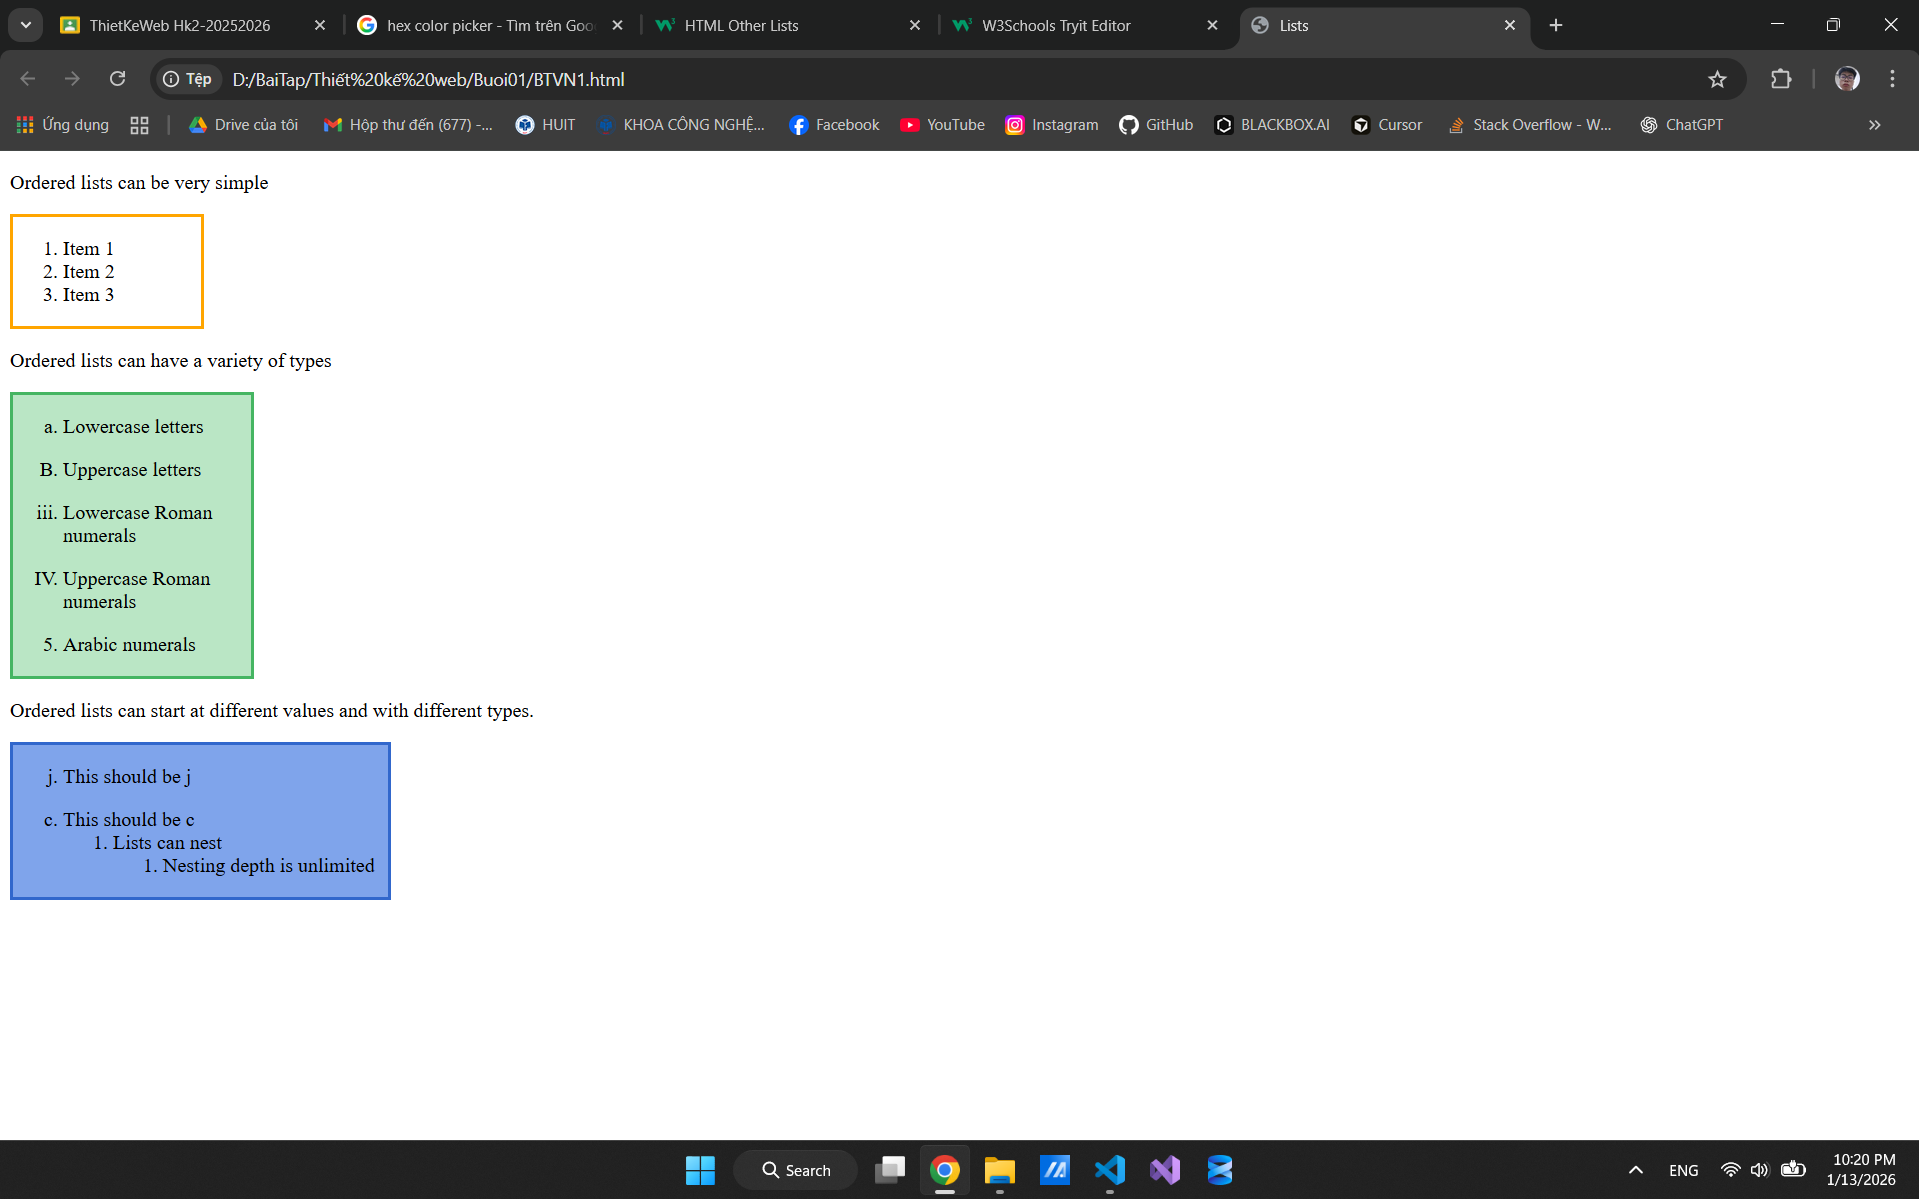 ThietKeWeb Hk2-20252026
hex color picker - Tìm trên Goo
HTML Other Lists
W3Schools Tryit Editor
Lists
Tệp
D:/BaiTap/Thiết%20kế%20web/Buoi01/BTVN1.html
Ứng dụng
Drive của tôi
Hộp thư đến (677) -...
HUIT
KHOA CÔNG NGHỆ...
Facebook
YouTube
Instagram
GitHub
BLACKBOX.AI
Cursor
Stack Overflow - W...
ChatGPT
Ordered lists can be very simple
1. Item 1
2. Item 2
3. Item 3
Ordered lists can have a variety of types
a. Lowercase letters
B. Uppercase letters
iii. Lowercase Roman
numerals
IV. Uppercase Roman
numerals
5. Arabic numerals
Ordered lists can start at different values and with different types.
j. This should be j
c. This should be c
1. Lists can nest
1. Nesting depth is unlimited
Search
ENG
10:20 PM
1/13/2026